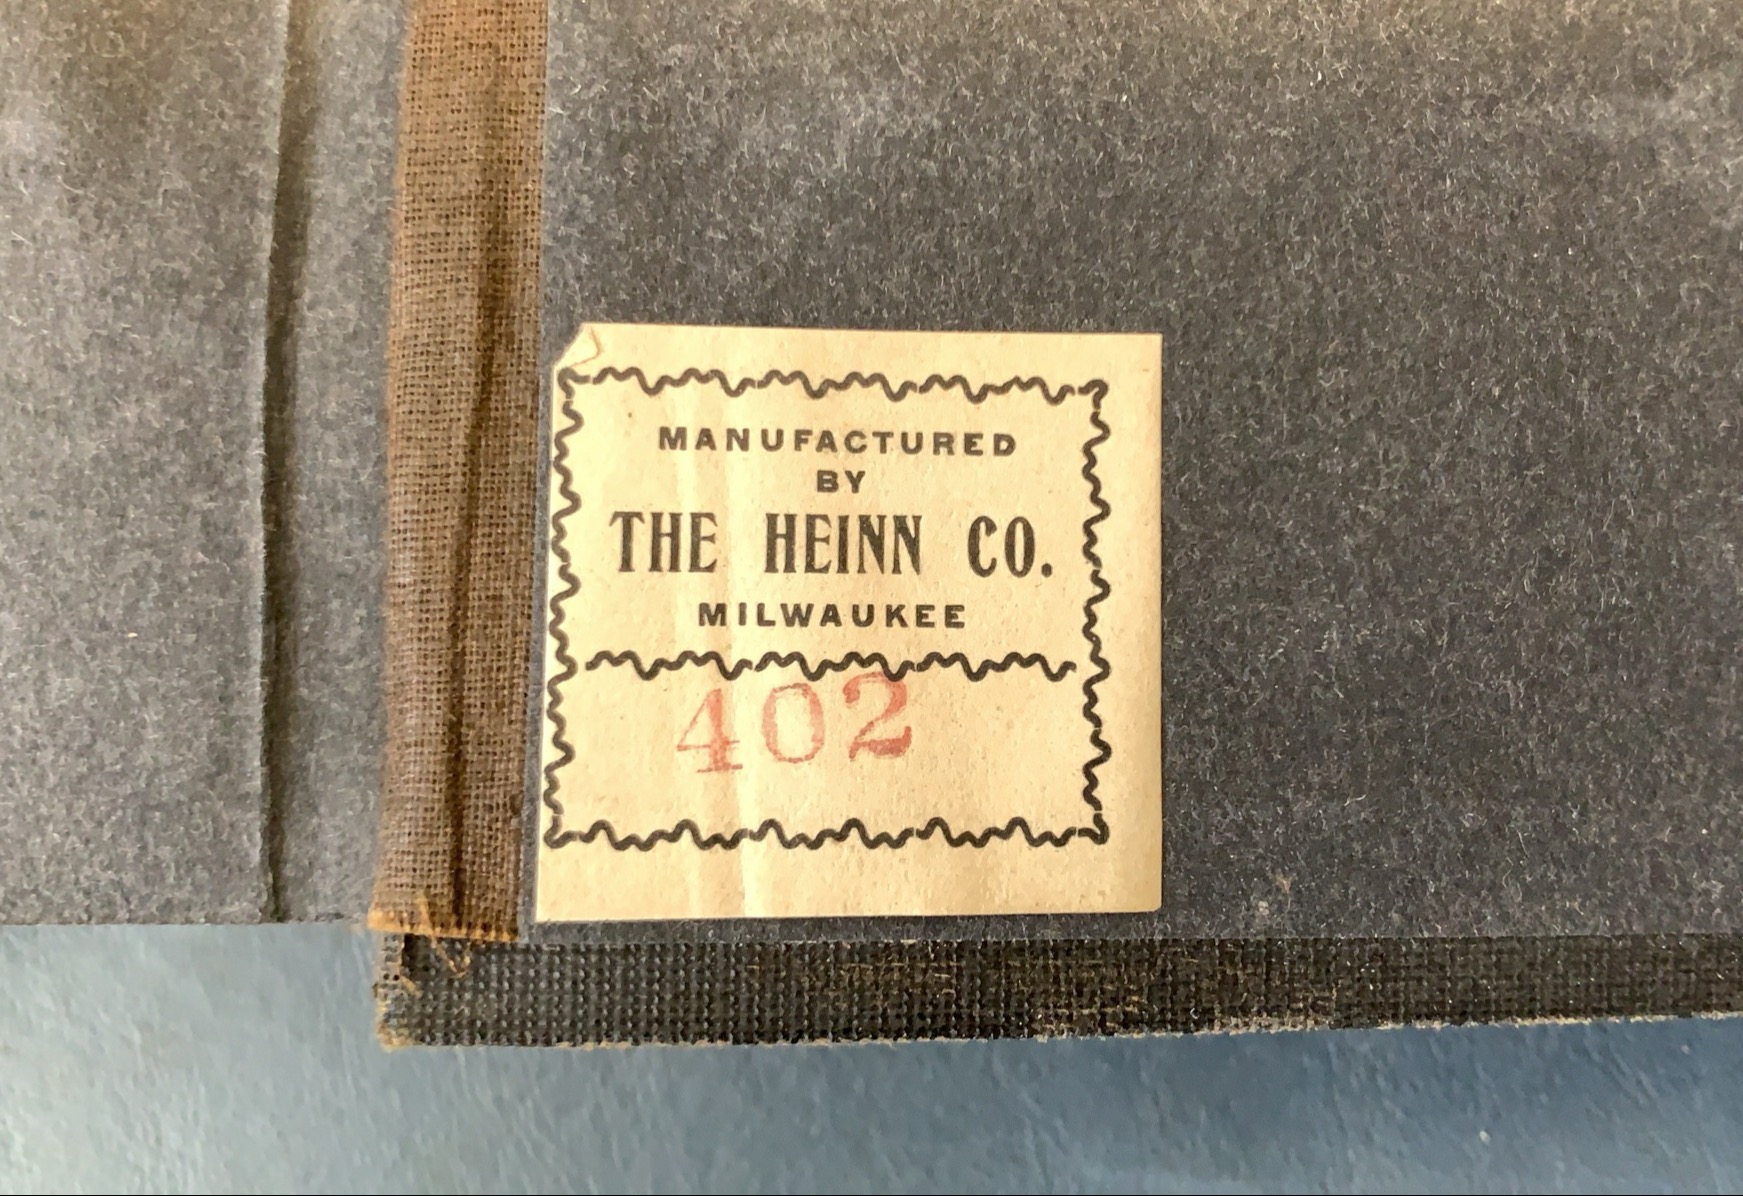 MANUFACTURED
BY
THE HEINN CO.
MILWAUKEE
402